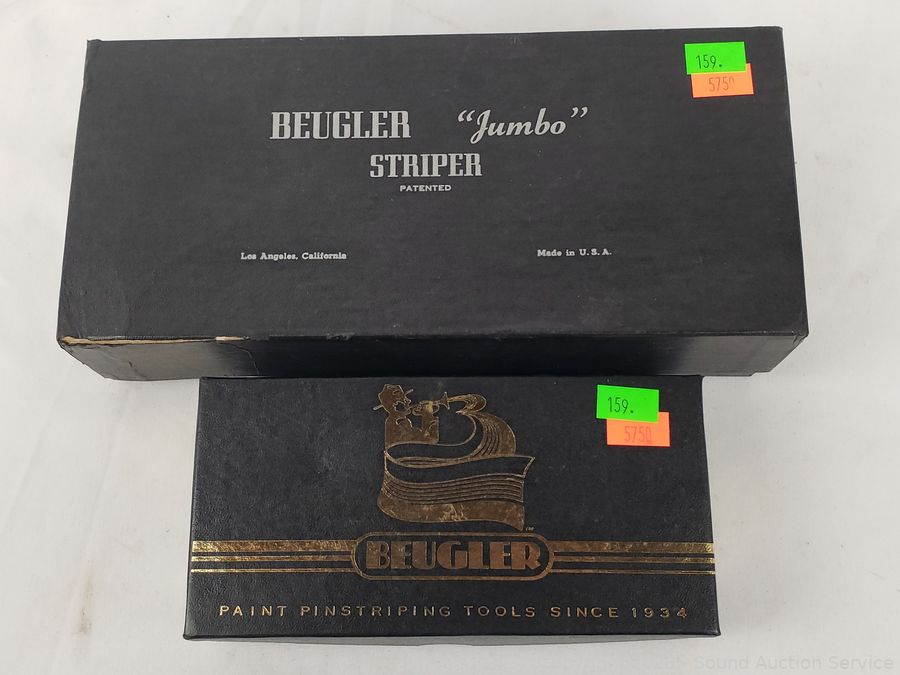 159.
5750
BEUGLER "Jumbo"
STRIPER
PATENTED
Los Angeles, California Made in U. S. A.
159.
5750
TM
BEUGLER
PAINT PINSTRIPING TOOLS SINCE 1934
Sound Auction Service